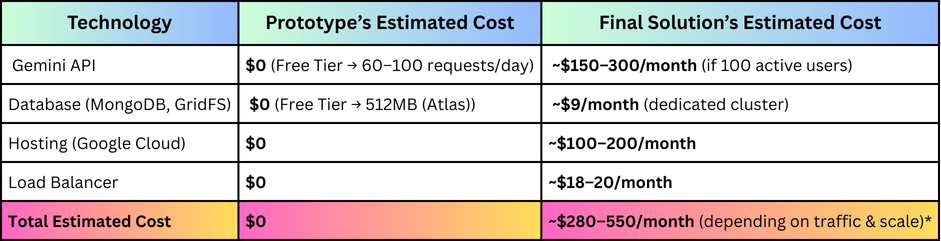 Technology Prototype's Estimated Cost Final Solution's Estimated Cost
Gemini API $0 (Free Tier → 60–100 requests/day) ~$150–300/month (if 100 active users)
Database (MongoDB, GridFS) $0 (Free Tier → 512MB (Atlas)) ~$9/month (dedicated cluster)
Hosting (Google Cloud) $0 ~$100–200/month
Load Balancer $0 ~$18–20/month
Total Estimated Cost $0 ~$280–550/month (depending on traffic & scale)*